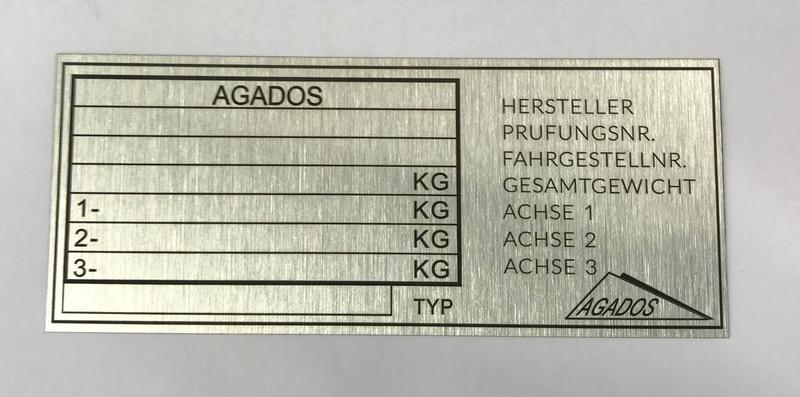 AGADOS
KG
1- KG
2- KG
3- KG
TYP
HERSTELLER
PRUFUNGSNR.
FAHRGESTELLNR.
GESAMTGEWICHT
ACHSE 1
ACHSE 2
ACHSE 3
AGADOS